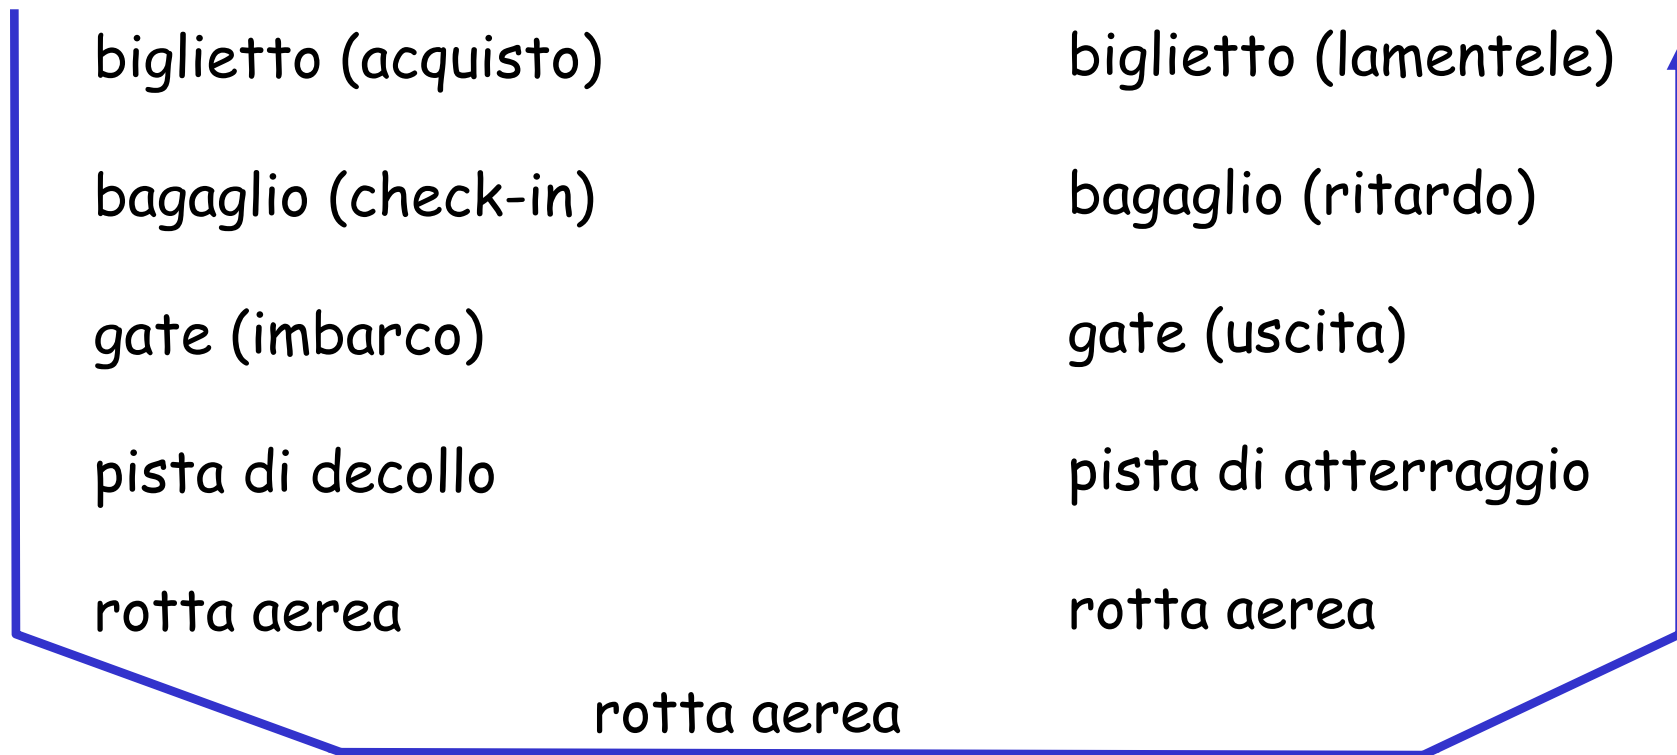 biglietto (acquisto)
bagaglio (check-in)
gate (imbarco)
pista di decollo
rotta aerea
biglietto (lamentele)
bagaglio (ritardo)
gate (uscita)
pista di atterraggio
rotta aerea
rotta aerea